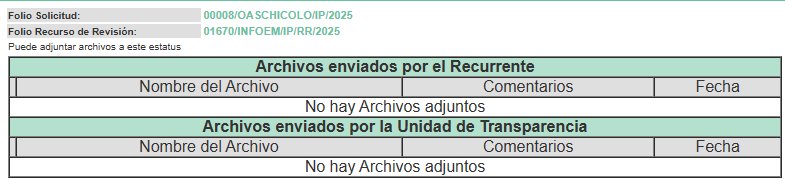 Folio Solicitud: 00008/OASCHICOLO/IP/2025
Folio Recurso de Revisión: 01670/INFOEM/IP/RR/2025
Puede adjuntar archivos a este estatus
Archivos enviados por el Recurrente
Nombre del Archivo Comentarios Fecha
No hay Archivos adjuntos
Archivos enviados por la Unidad de Transparencia
Nombre del Archivo Comentarios Fecha
No hay Archivos adjuntos